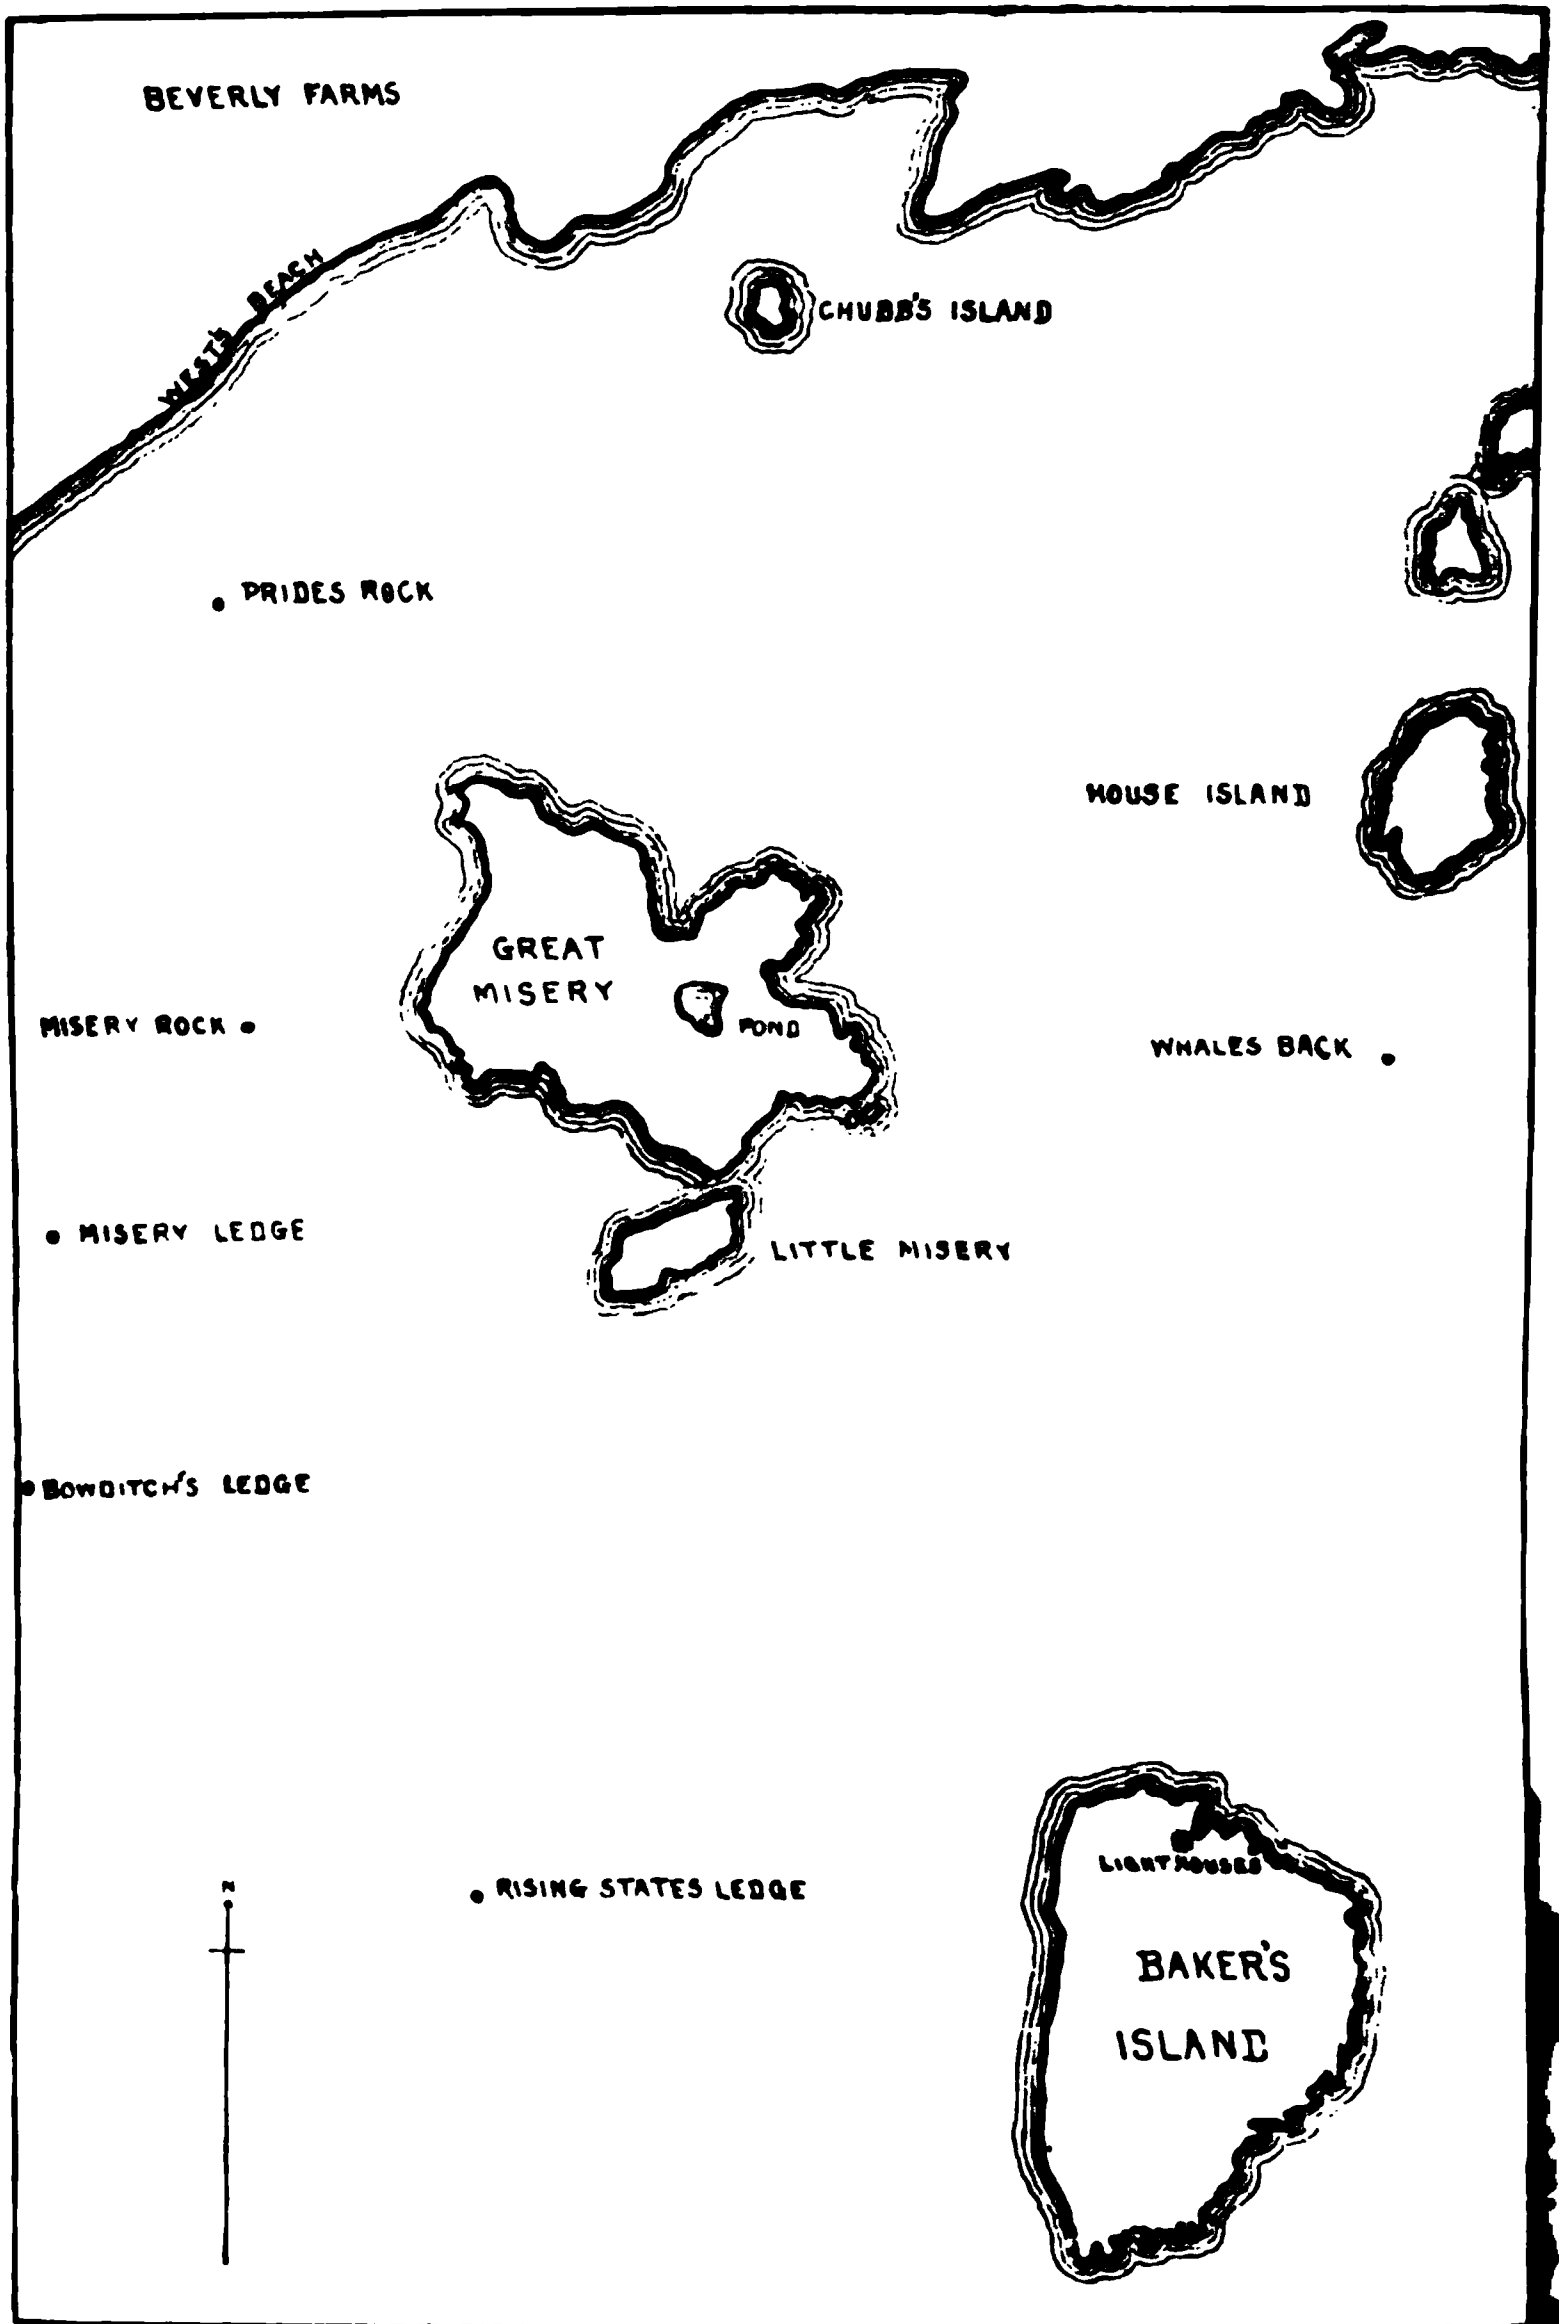 BEVERLY FARMS
WEST'S BEACH
CHUBB'S ISLAND
PRIDES ROCK
HOUSE ISLAND
GREAT
MISERY
POND
MISERY ROCK
WHALES BACK
MISERY LEDGE
LITTLE MISERY
BOWDITCH'S LEDGE
LIGHTHOUSES
N
RISING STATES LEDGE
BAKER'S
ISLAND